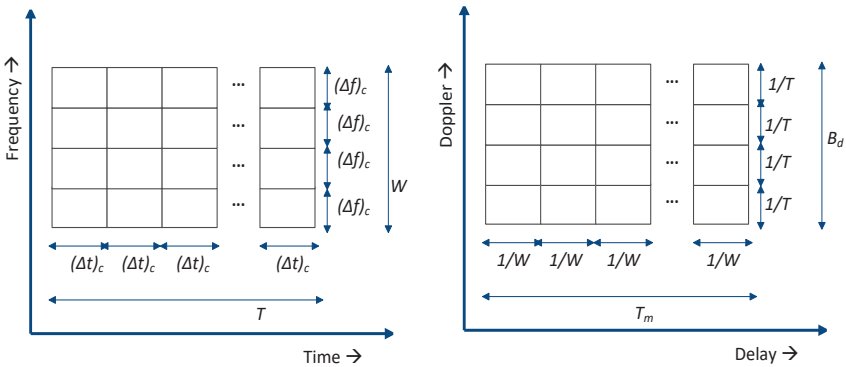 Frequency →
...
(Δf)c
...
(Δf)c
...
(Δf)c
...
(Δf)c
W
(Δt)c (Δt)c (Δt)c (Δt)c
T
Time →
Doppler →
...
1/T
...
1/T
...
1/T
...
1/T
Bd
1/W 1/W 1/W 1/W
Tm
Delay →